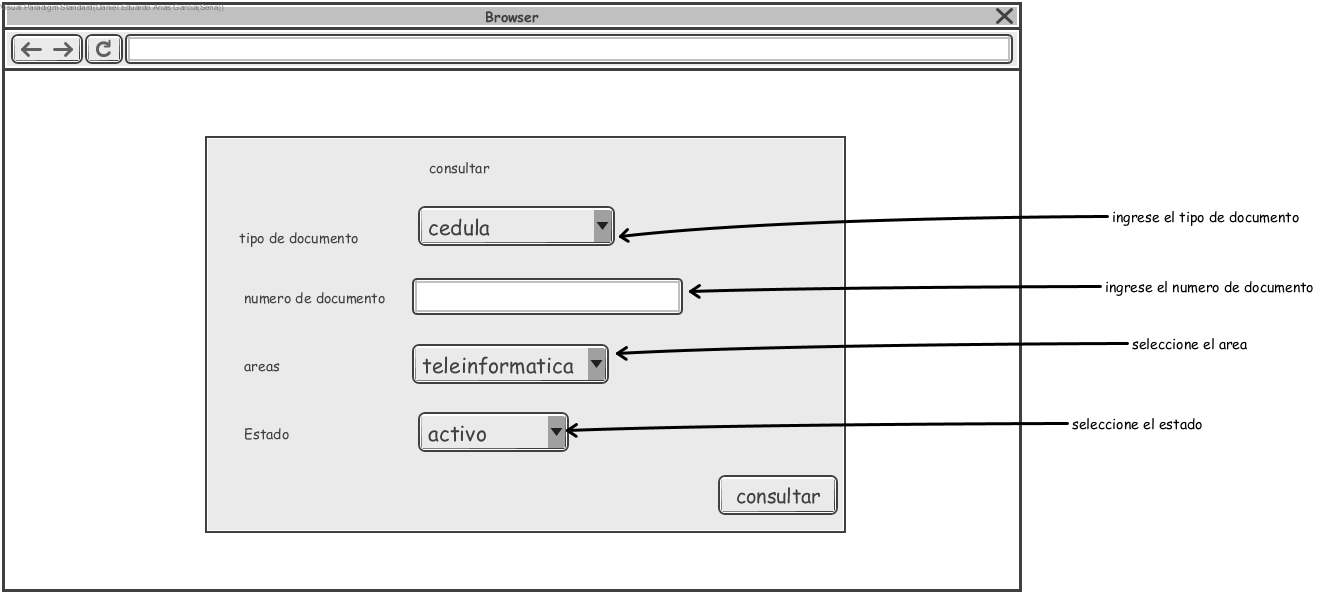 Visual Paradigm Standard(Daniel Eduardo Arias Garcia(Sena))
Browser
consultar
tipo de documento
cedula
ingrese el tipo de documento
numero de documento
ingrese el numero de documento
areas
teleinformatica
seleccione el area
Estado
activo
seleccione el estado
consultar